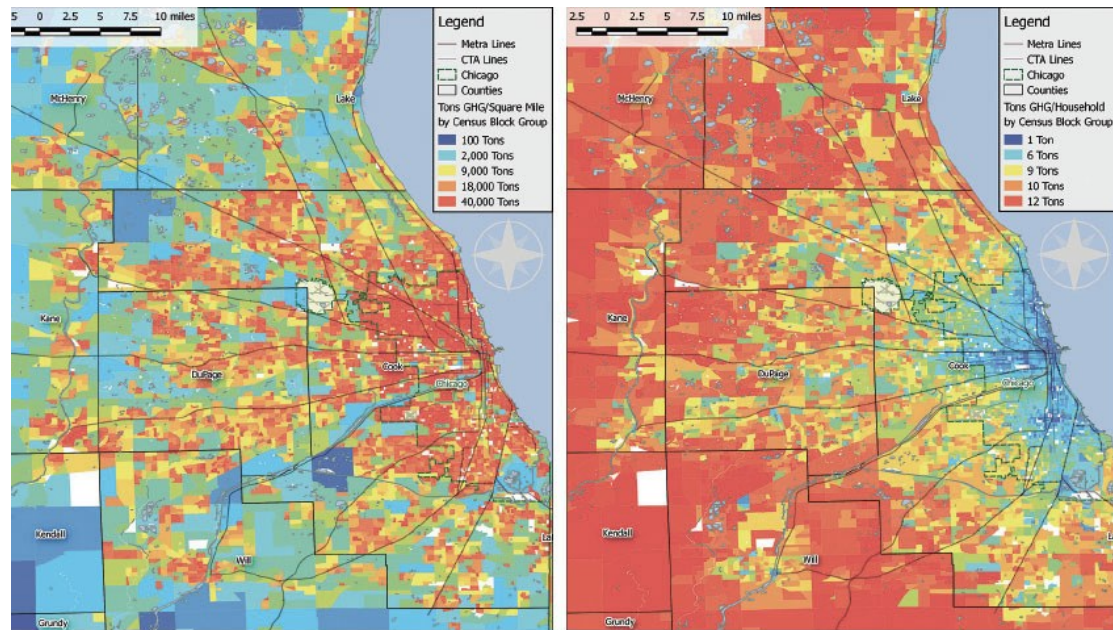 2.5 0 2.5 5 7.5 10 miles
Legend
Metra Lines
CTA Lines
Chicago
Counties
Tons GHG/Square Mile
by Census Block Group
100 Tons
2,000 Tons
9,000 Tons
18,000 Tons
40,000 Tons
McHenry
Lake
Kane
DuPage
Cook
Chicago
Kendall
Will
La
Grundy
2.5 0 2.5 5 7.5 10 miles
Legend
Metra Lines
CTA Lines
Chicago
Counties
Tons GHG/Household
by Census Block Group
1 Ton
6 Tons
9 Tons
10 Tons
12 Tons
McHenry
Lake
Kane
DuPage
Cook
Chicago
Kendall
Will
La
Grundy